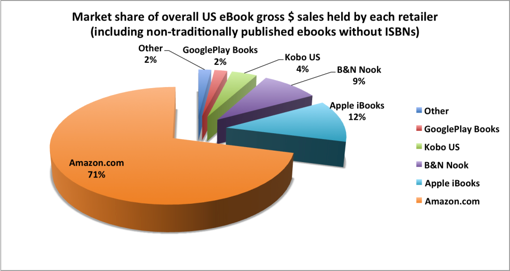 Market share of overall US eBook gross $ sales held by each retailer
(including non-traditionally published ebooks without ISBNs)
Other
2%
GooglePlay Books
2%
Kobo US
4%
B&N Nook
9%
Apple iBooks
12%
Amazon.com
71%
Other
GooglePlay Books
Kobo US
B&N Nook
Apple iBooks
Amazon.com